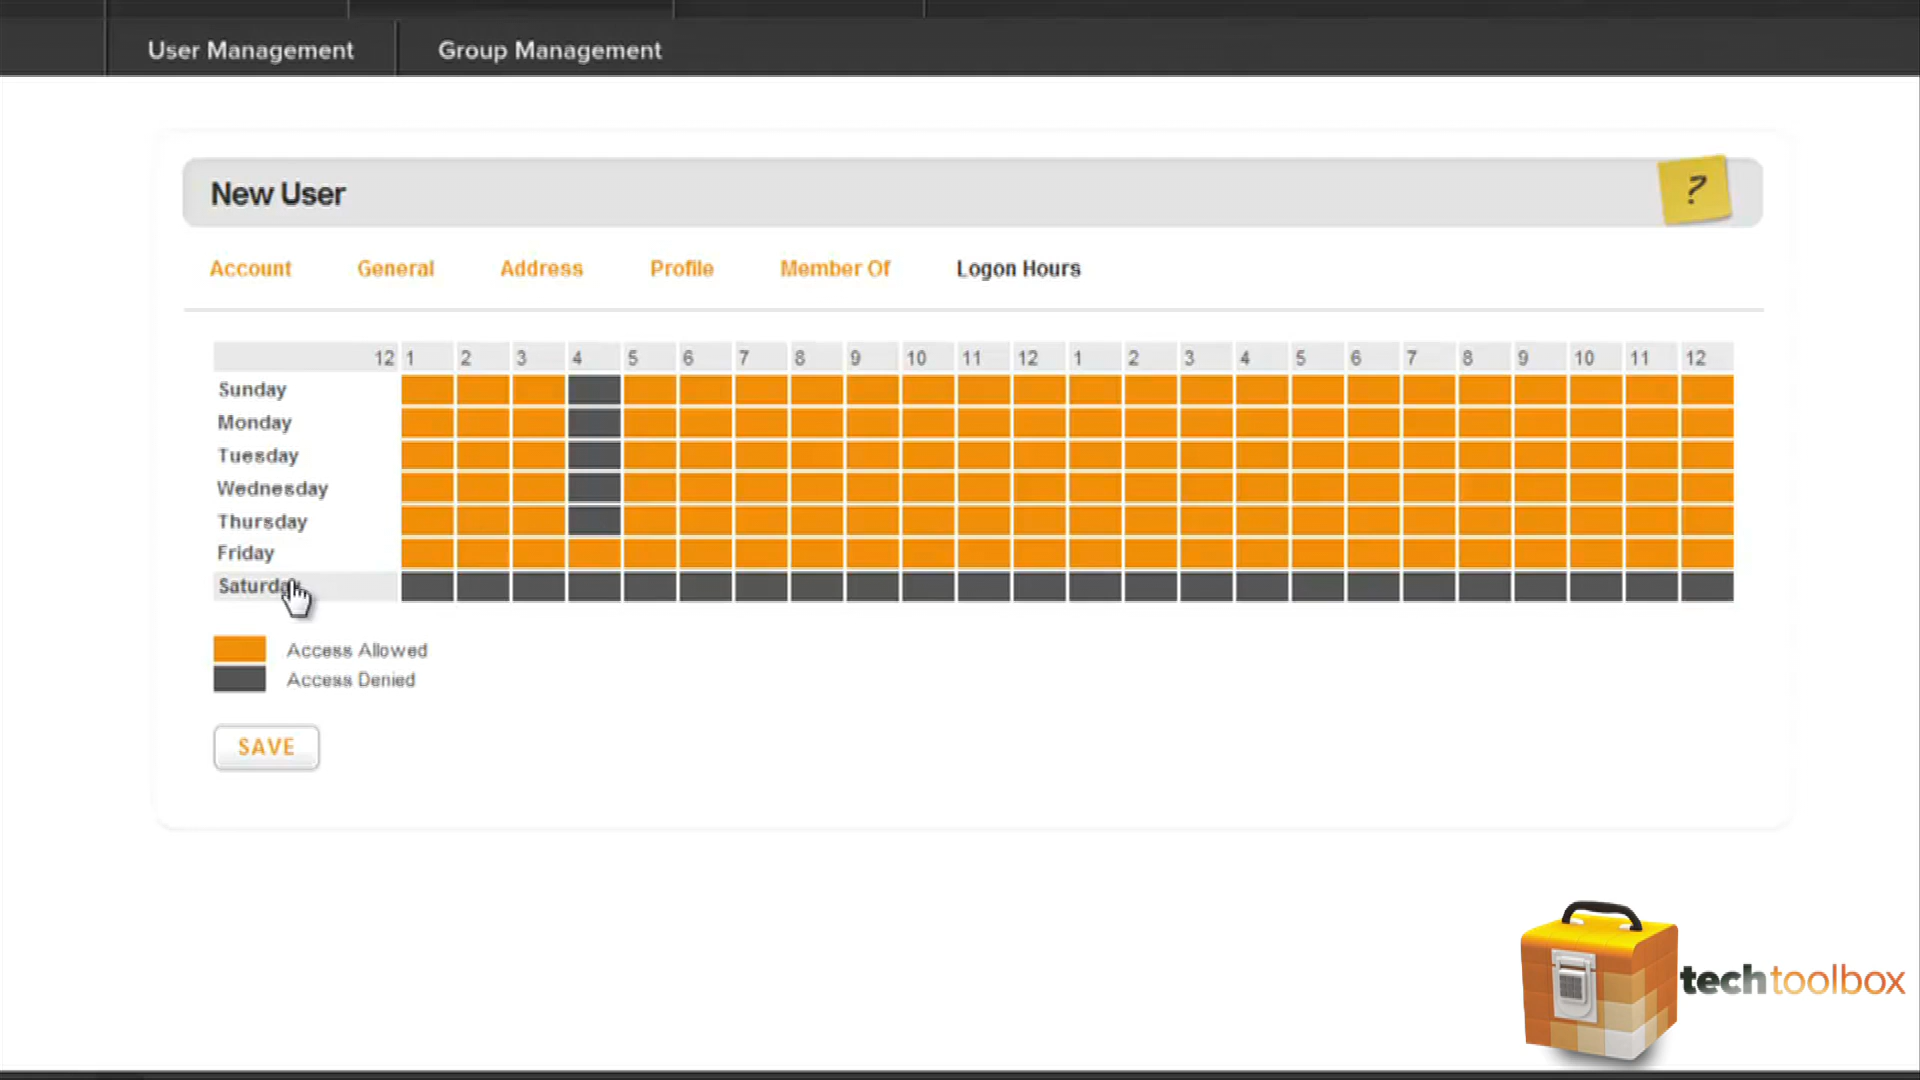 User Management Group Management
New User
?
Account General Address Profile Member Of Logon Hours
12 1 2 3 4 5 6 7 8 9 10 11 12 1 2 3 4 5 6 7 8 9 10 11 12
Sunday
Monday
Tuesday
Wednesday
Thursday
Friday
Saturday
Access Allowed
Access Denied
SAVE
techtoolbox